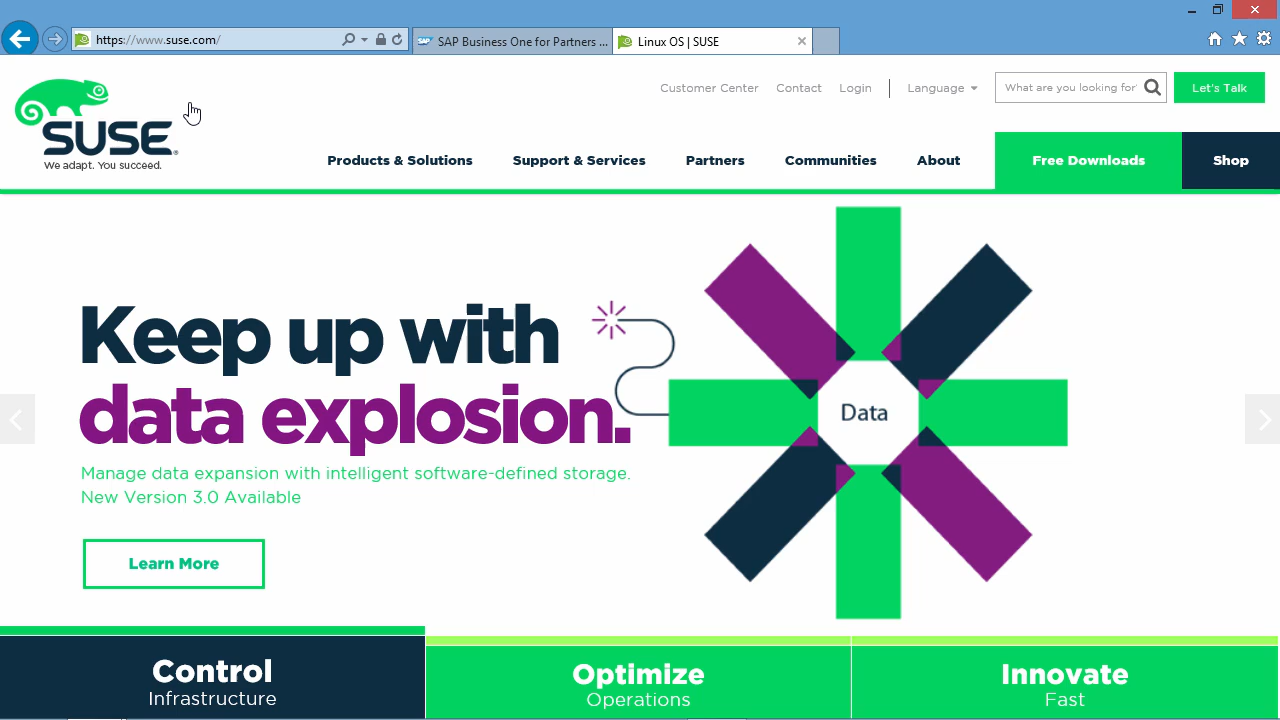 https://www.suse.com/
SAP Business One for Partners ...
Linux OS | SUSE
SUSE
We adapt. You succeed.
Customer Center
Contact
Login
Language
What are you looking for'
Let's Talk
Products & Solutions
Support & Services
Partners
Communities
About
Free Downloads
Shop
Keep up with
data explosion.
Manage data expansion with intelligent software-defined storage.
New Version 3.0 Available
Learn More
Data
Control
Infrastructure
Optimize
Operations
Innovate
Fast